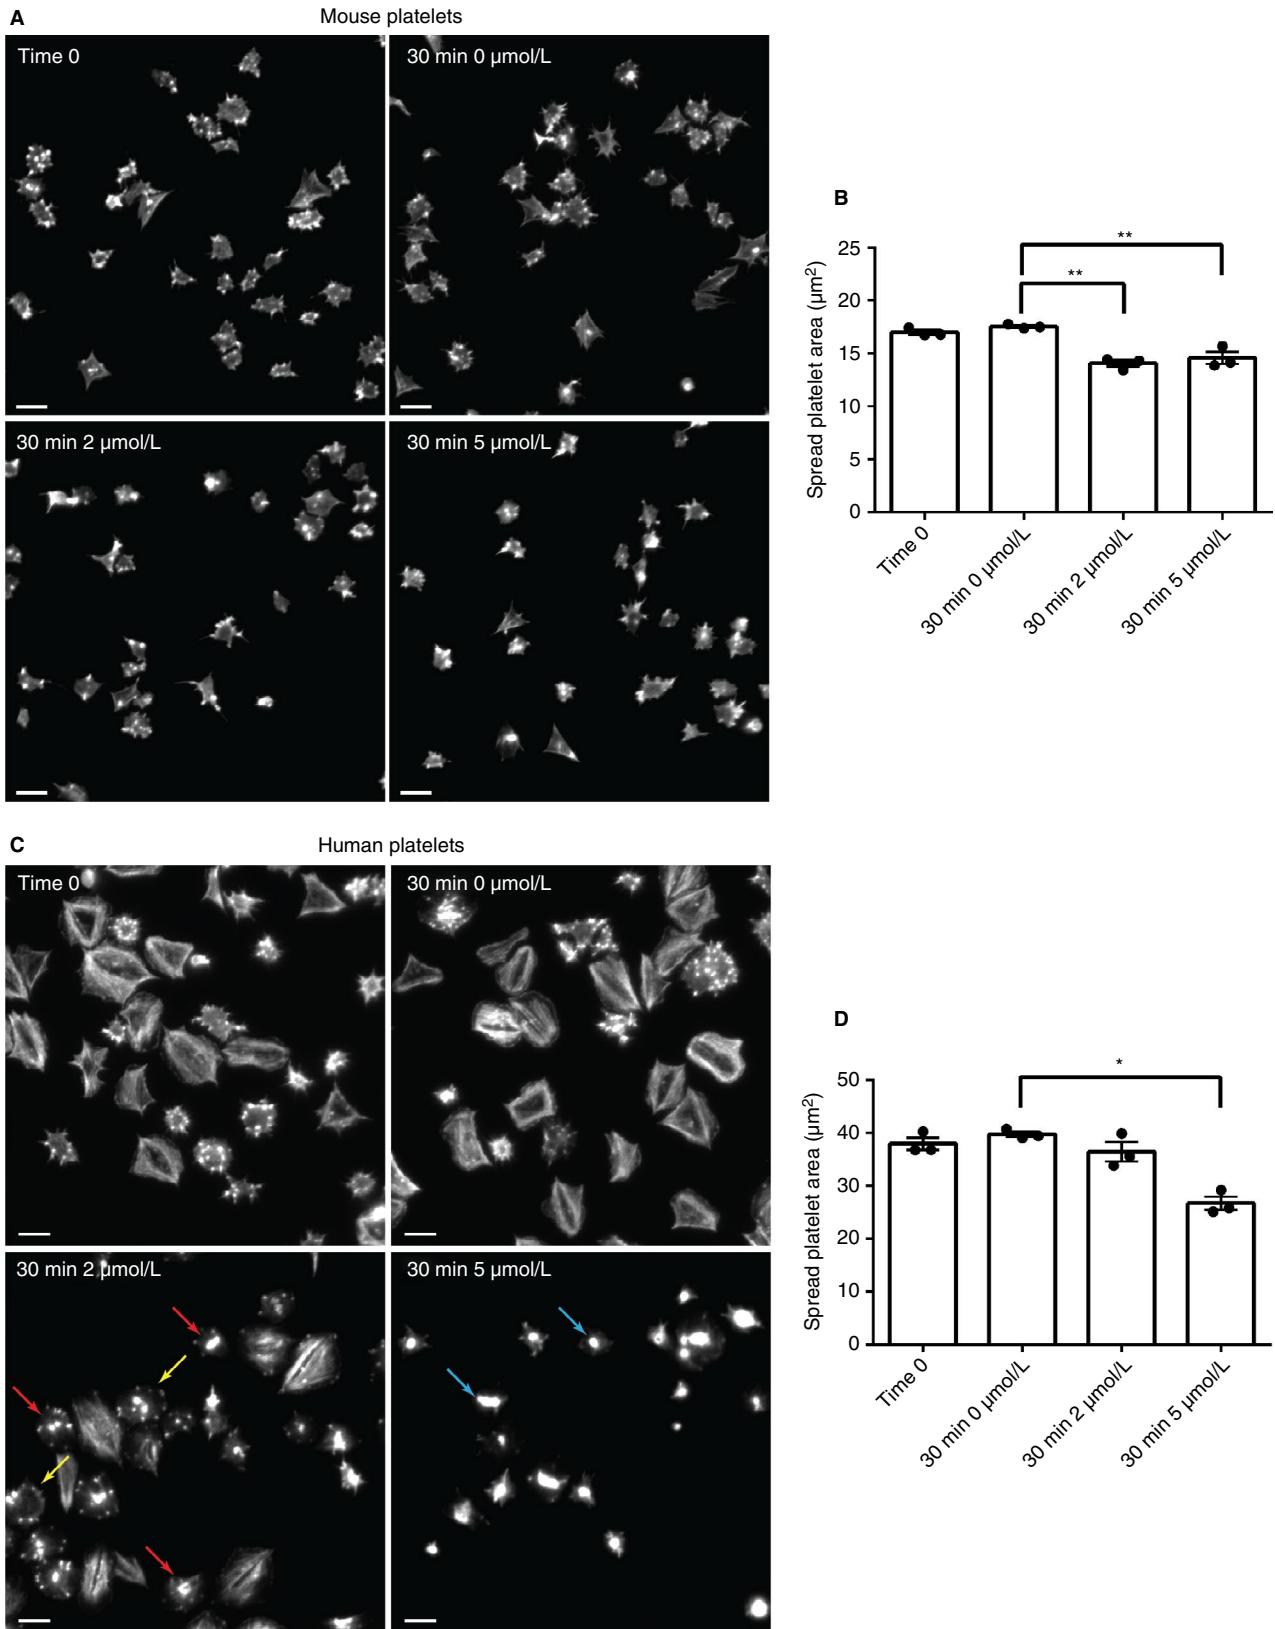 A
Mouse platelets
Time 0
30 min 0 µmol/L
30 min 2 µmol/L
30 min 5 µmol/L
B
Spread platelet area (µm²)
25
20
15
10
5
0
**
**
Time 0
30 min 0 µmol/L
30 min 2 µmol/L
30 min 5 µmol/L
C
Human platelets
Time 0
30 min 0 µmol/L
30 min 2 µmol/L
30 min 5 µmol/L
D
Spread platelet area (µm²)
50
40
30
20
10
0
*
Time 0
30 min 0 µmol/L
30 min 2 µmol/L
30 min 5 µmol/L